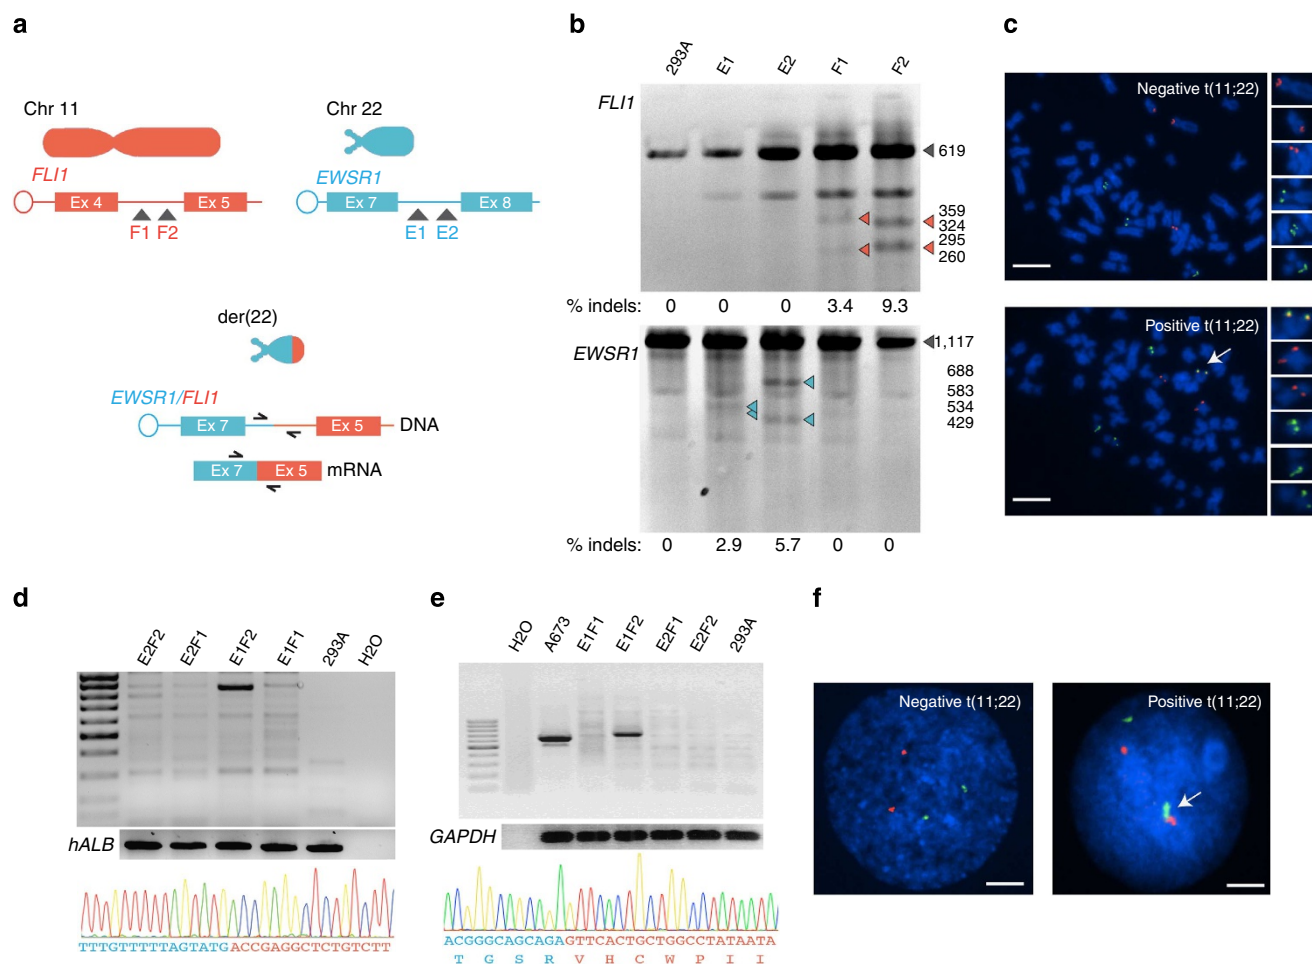 a
Chr 11
Chr 22
FLI1
EWSR1
Ex 4
Ex 5
Ex 7
Ex 8
F1 F2
E1 E2
der(22)
EWSR1/FLI1
Ex 7
Ex 5
DNA
Ex 7
Ex 5
mRNA
b
293A
E1
E2
F1
F2
FLI1
619
359
324
295
260
% indels: 0 0 0 3.4 9.3
EWSR1
1,117
688
583
534
429
% indels: 0 2.9 5.7 0 0
c
Negative t(11;22)
Positive t(11;22)
d
E2F2
E2F1
E1F2
E1F1
293A
H2O
hALB
TTTGTTTTTAGTATGACCGAGGCTCTGTCTT
e
H2O
A673
E1F1
E1F2
E2F1
E2F2
293A
GAPDH
ACGGGCAGCAGAGTTCACTGCTGGCCTATAATA
T G S R V H C W P I I
f
Negative t(11;22)
Positive t(11;22)